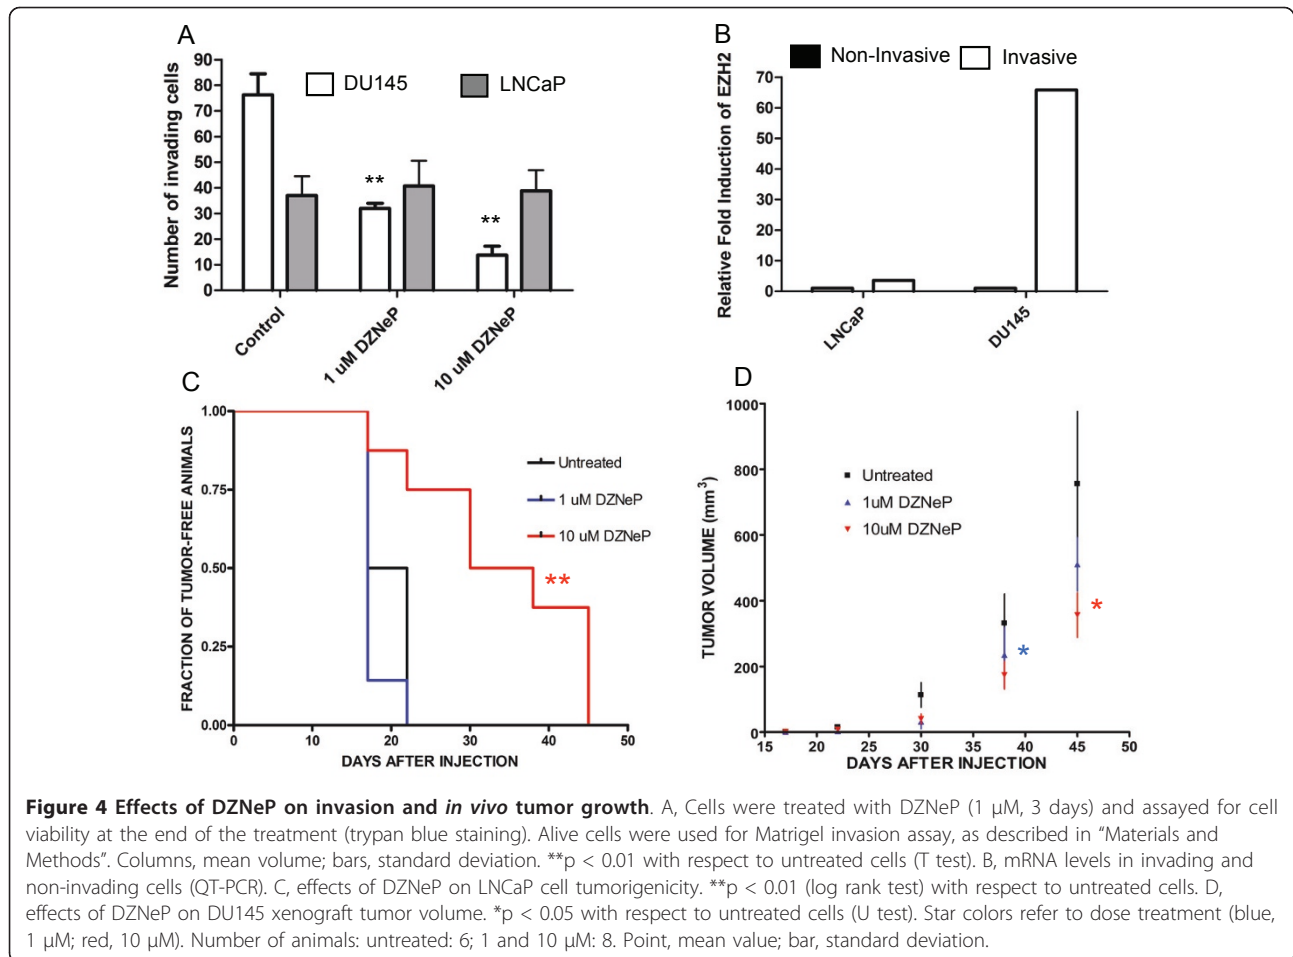 A
Number of invading cells
90
80
70
60
50
40
30
20
10
0
DU145
LNCaP
**
**
Control
1 uM DZNeP
10 uM DZNeP
B
Non-Invasive
Invasive
Relative Fold Induction of EZH2
70
60
50
40
30
20
10
0
LNCaP
DU145
C
FRACTION OF TUMOR-FREE ANIMALS
1.00
0.75
0.50
0.25
0.00
Untreated
1 uM DZNeP
10 uM DZNeP
**
0
10
20
30
40
50
DAYS AFTER INJECTION
D
TUMOR VOLUME (mm³)
1000
800
600
400
200
0
Untreated
1uM DZNeP
10uM DZNeP
*
*
15
20
25
30
35
40
45
50
DAYS AFTER INJECTION
Figure 4 Effects of DZNeP on invasion and in vivo tumor growth. A, Cells were treated with DZNeP (1 μM, 3 days) and assayed for cell
viability at the end of the treatment (trypan blue staining). Alive cells were used for Matrigel invasion assay, as described in “Materials and
Methods”. Columns, mean volume; bars, standard deviation. **p < 0.01 with respect to untreated cells (T test). B, mRNA levels in invading and
non-invading cells (QT-PCR). C, effects of DZNeP on LNCaP cell tumorigenicity. **p < 0.01 (log rank test) with respect to untreated cells. D,
effects of DZNeP on DU145 xenograft tumor volume. *p < 0.05 with respect to untreated cells (U test). Star colors refer to dose treatment (blue,
1 μM; red, 10 μM). Number of animals: untreated: 6; 1 and 10 μM: 8. Point, mean value; bar, standard deviation.